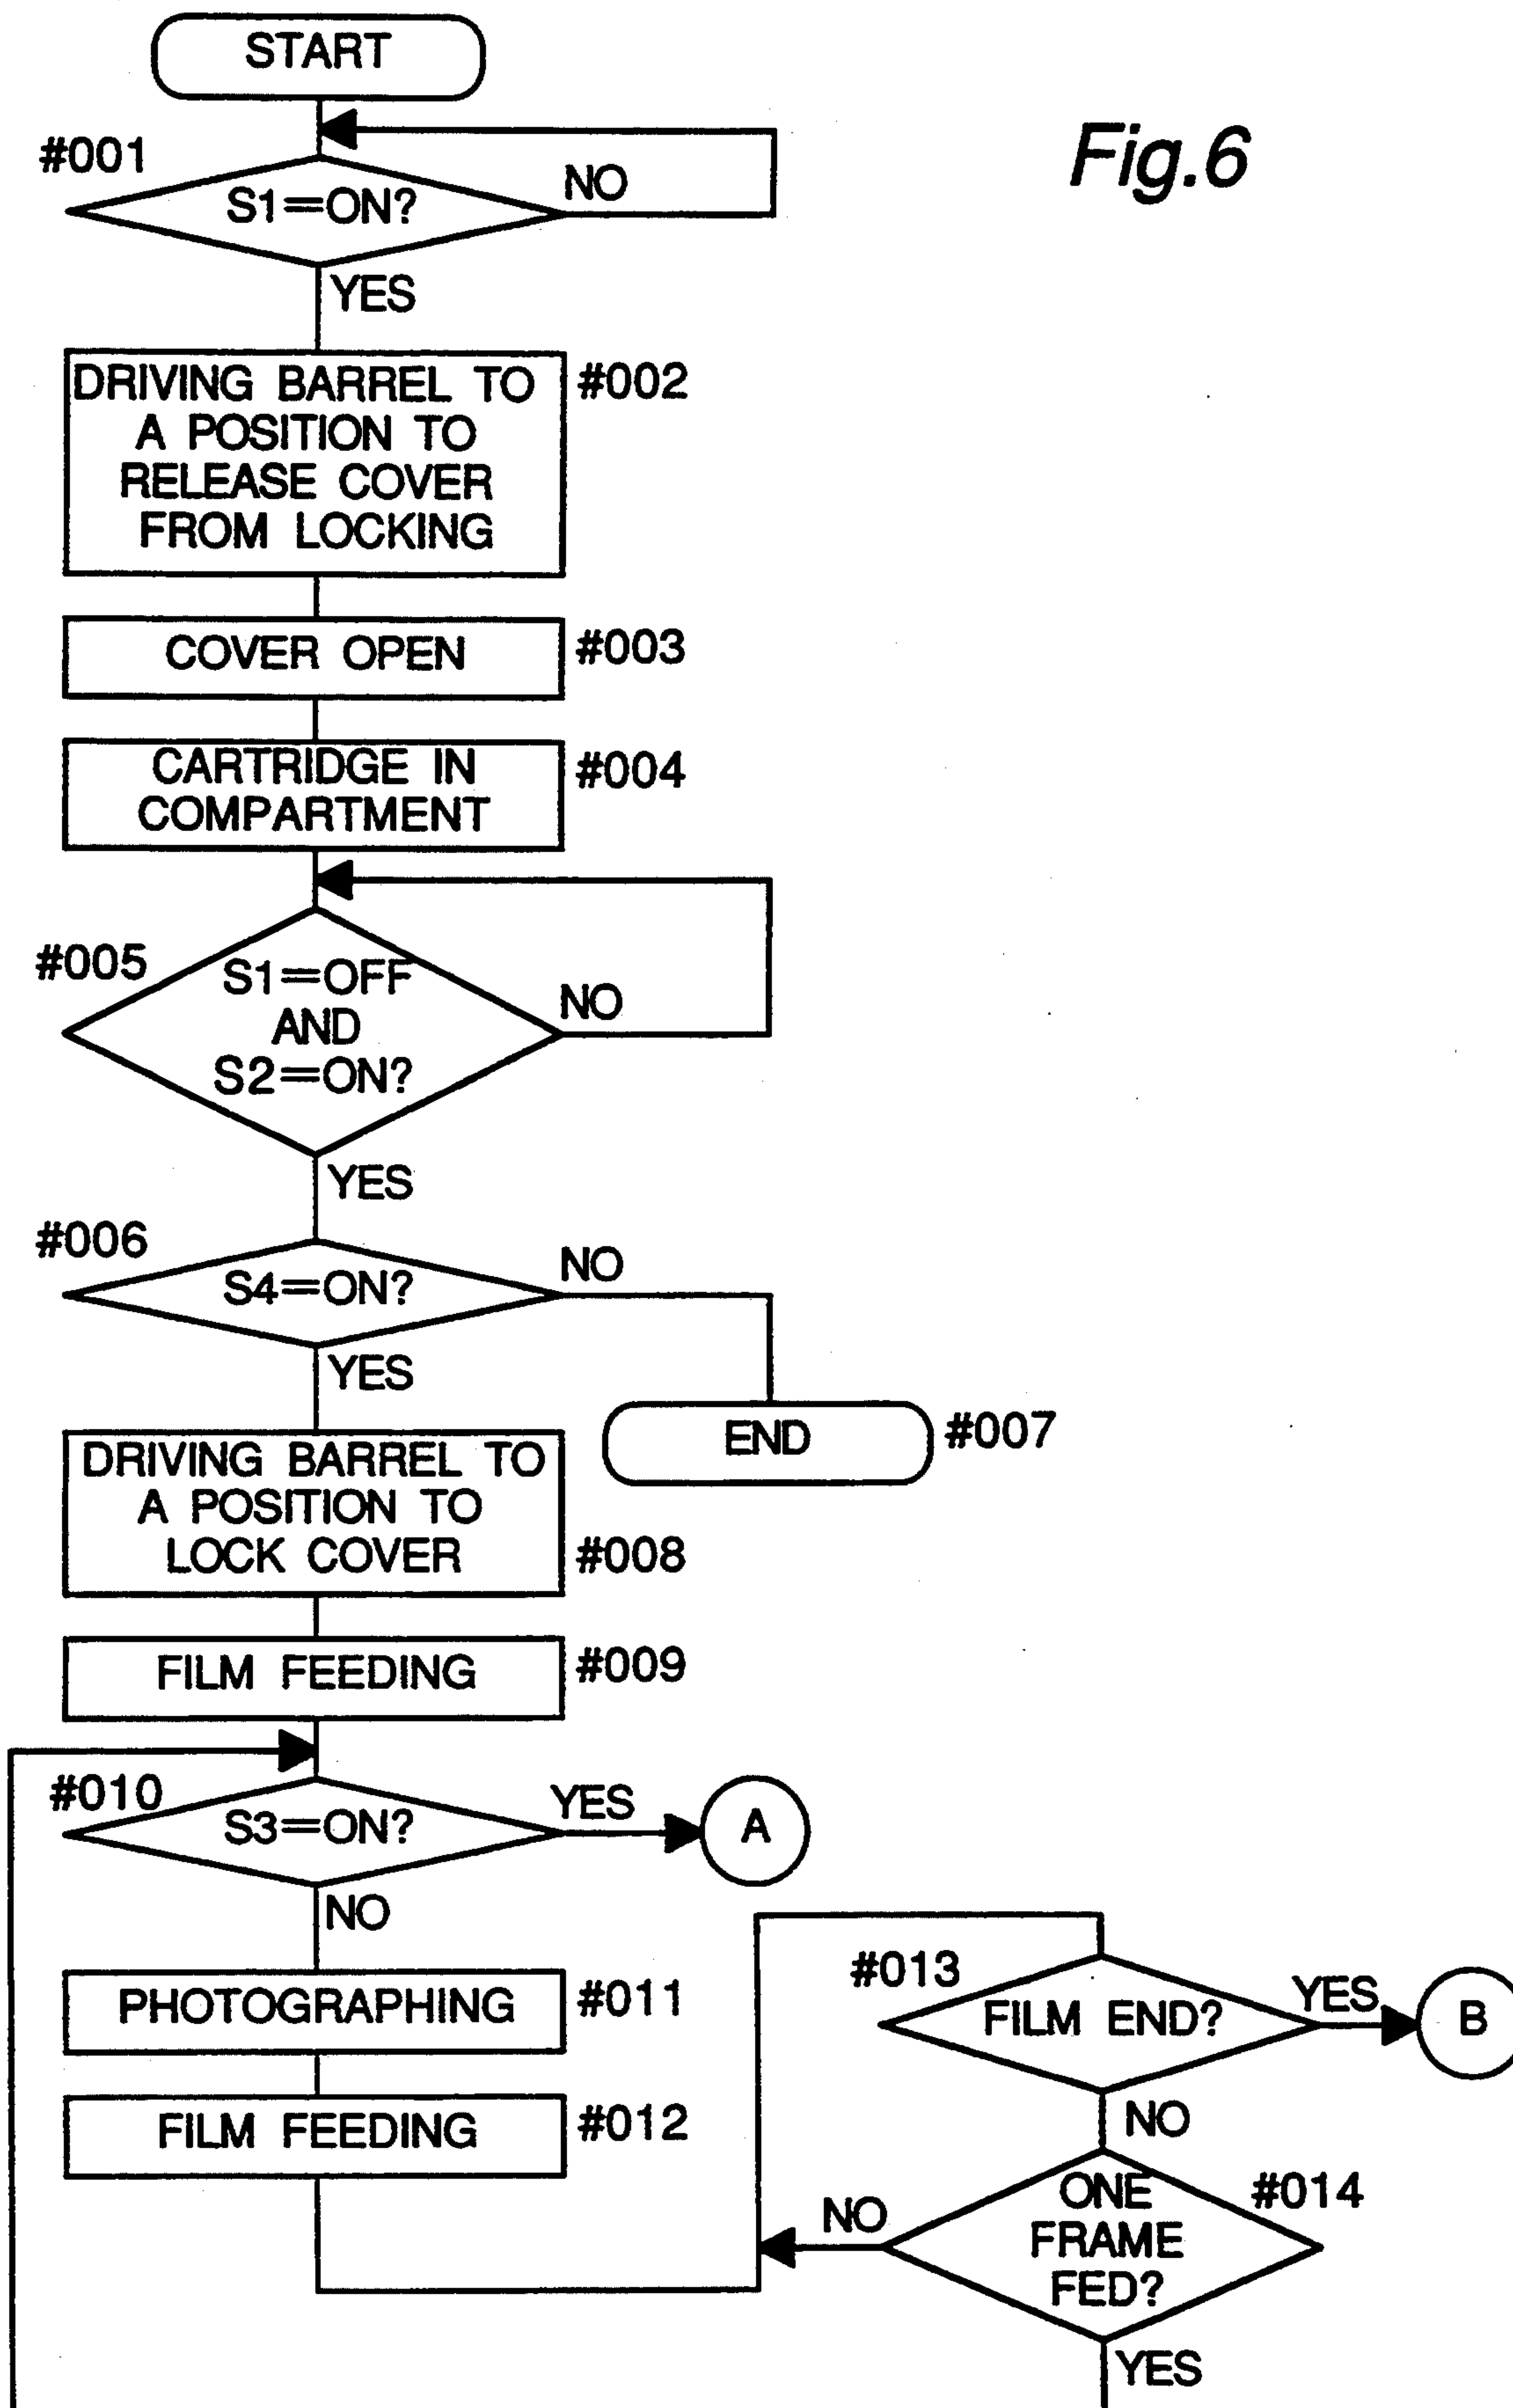 START
Fig.6
#001
S1=ON?
NO
YES
DRIVING BARREL TO
A POSITION TO
RELEASE COVER
FROM LOCKING
#002
COVER OPEN
#003
CARTRIDGE IN
COMPARTMENT
#004
#005
S1=OFF
AND
S2=ON?
NO
YES
#006
S4=ON?
NO
YES
END
#007
DRIVING BARREL TO
A POSITION TO
LOCK COVER
#008
FILM FEEDING
#009
#010
S3=ON?
YES
A
NO
PHOTOGRAPHING
#011
FILM FEEDING
#012
#013
FILM END?
YES
B
NO
ONE
FRAME
FED?
#014
NO
YES